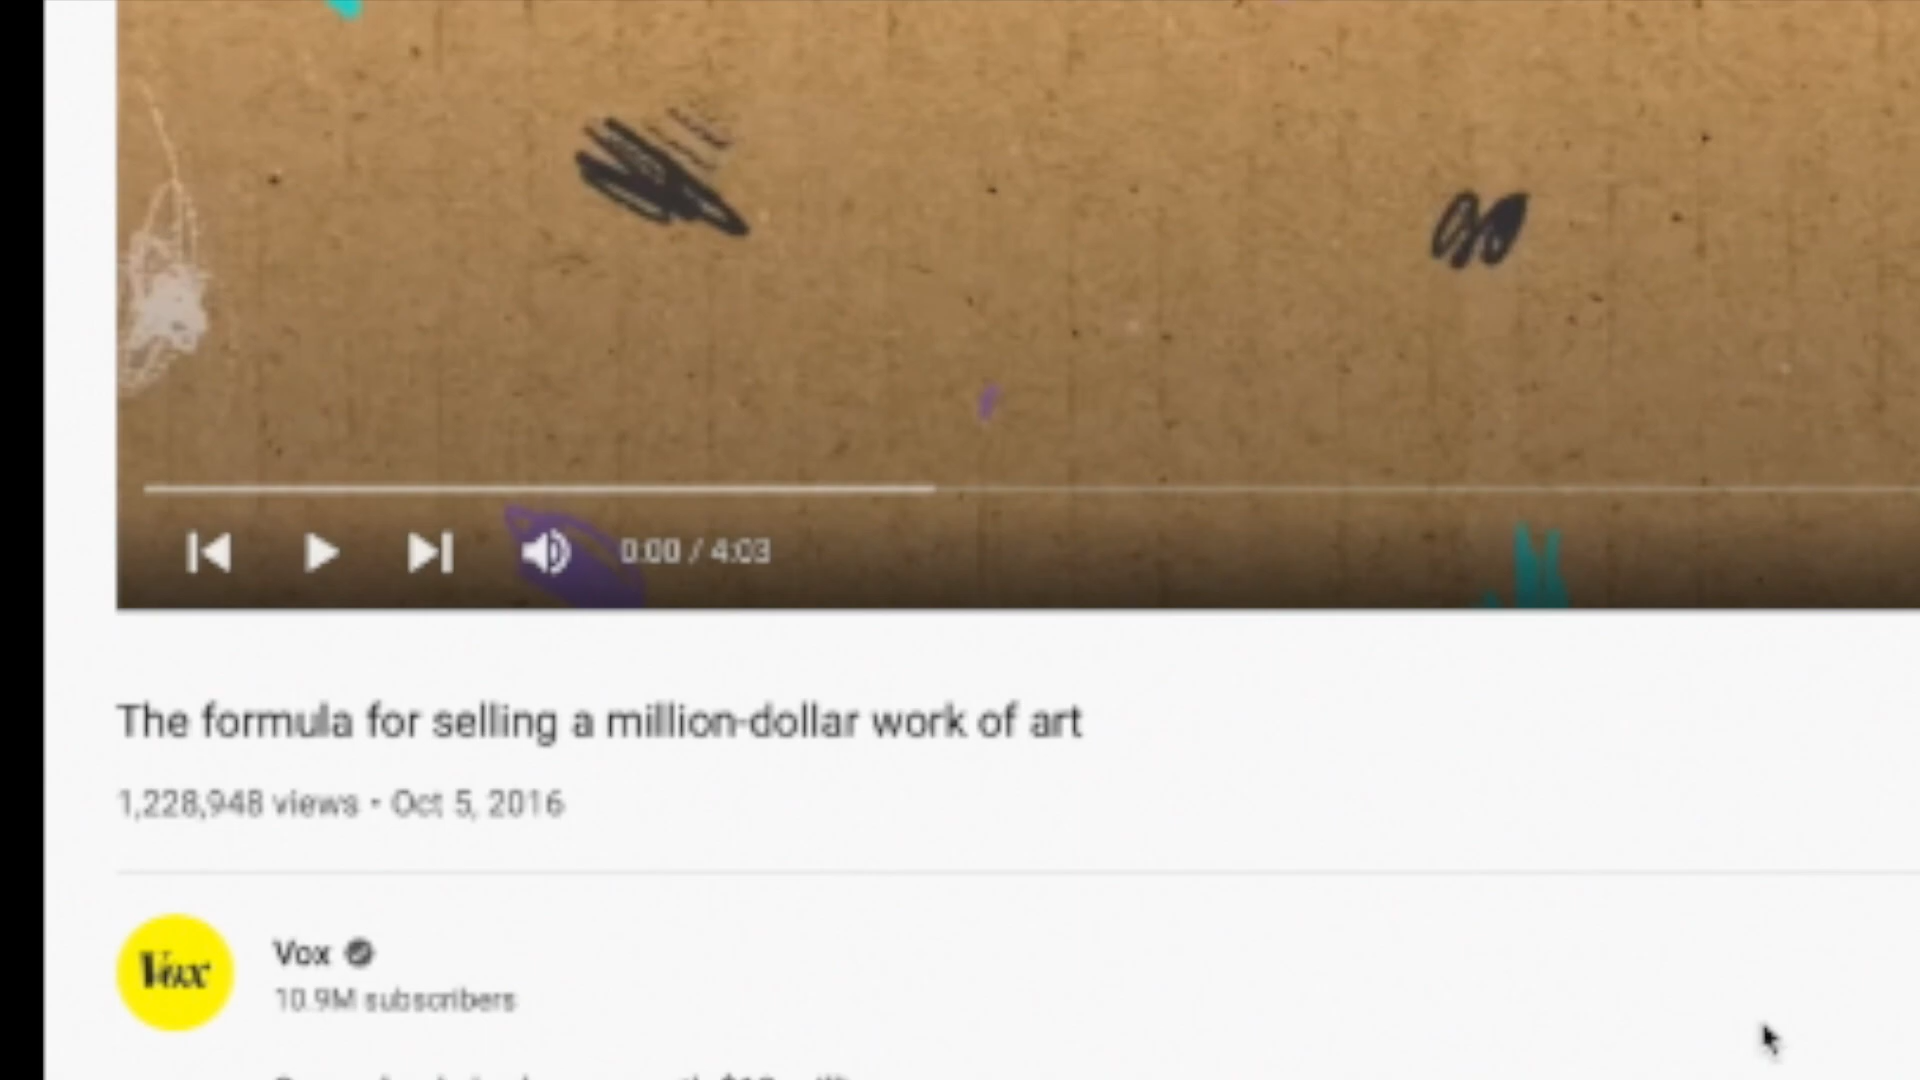 0:00 / 4:03
The formula for selling a million-dollar work of art
1,228,948 views • Oct 5, 2016
Vox
Vox
10.9M subscribers